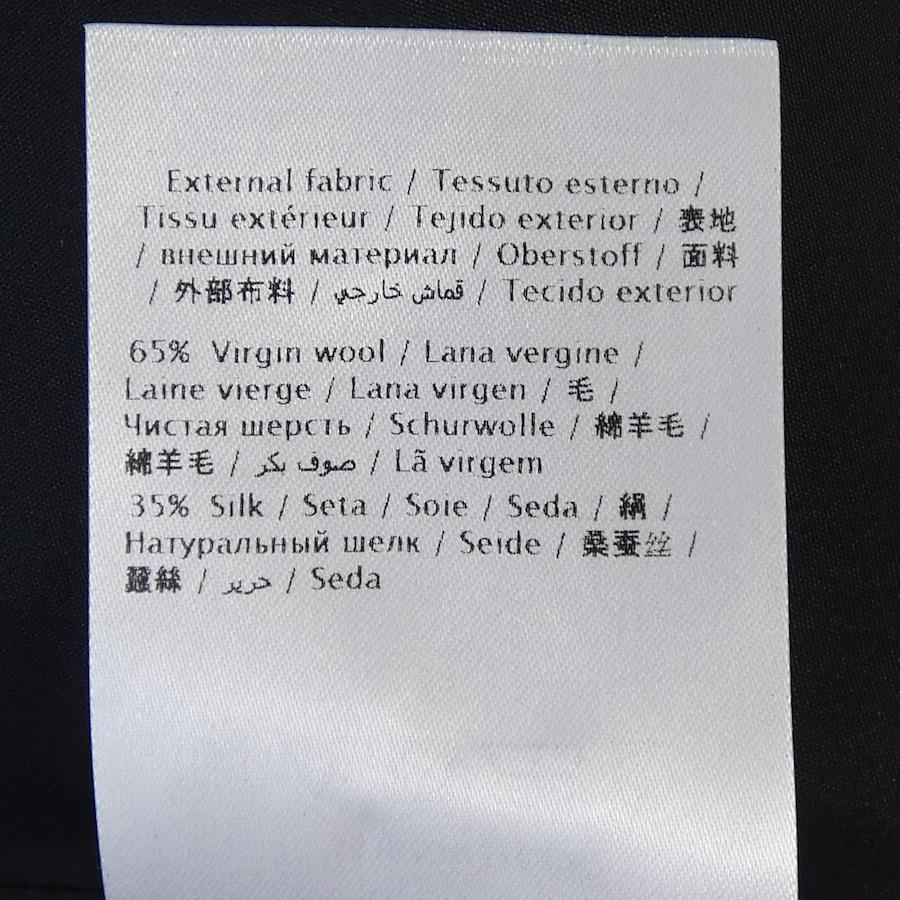 External fabric / Tessuto esterno /
Tissu extérieur / Tejido exterior / 表地
/ внешний материал / Oberstoff / 面料
/ 外部布料 / قماش خارجي / Tecido exterior
65% Virgin wool / Lana vergine /
Laine vierge / Lana virgen / 毛 /
Чистая шерсть / Schurwolle / 綿羊毛 /
綿羊毛 / صوف بكر / Lã virgem
35% Silk / Seta / Soie / Seda / 絹 /
Натуральный шелк / Seide / 桑蚕丝 /
蠶絲 / حرير / Seda